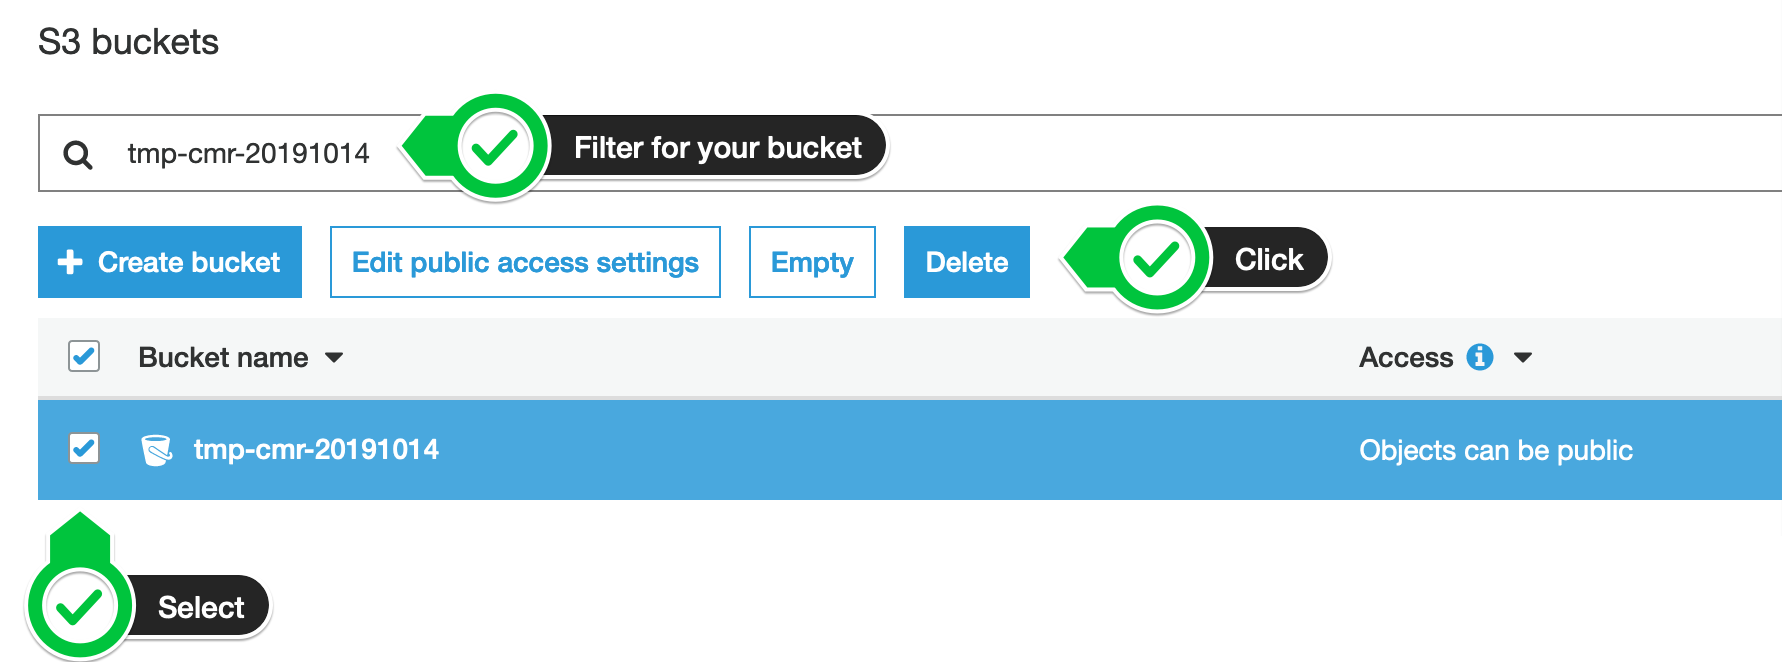 S3 buckets
tmp-cmr-20191014
Filter for your bucket
Create bucket
Edit public access settings
Empty
Delete
Click
Bucket name
Access
tmp-cmr-20191014
Objects can be public
Select